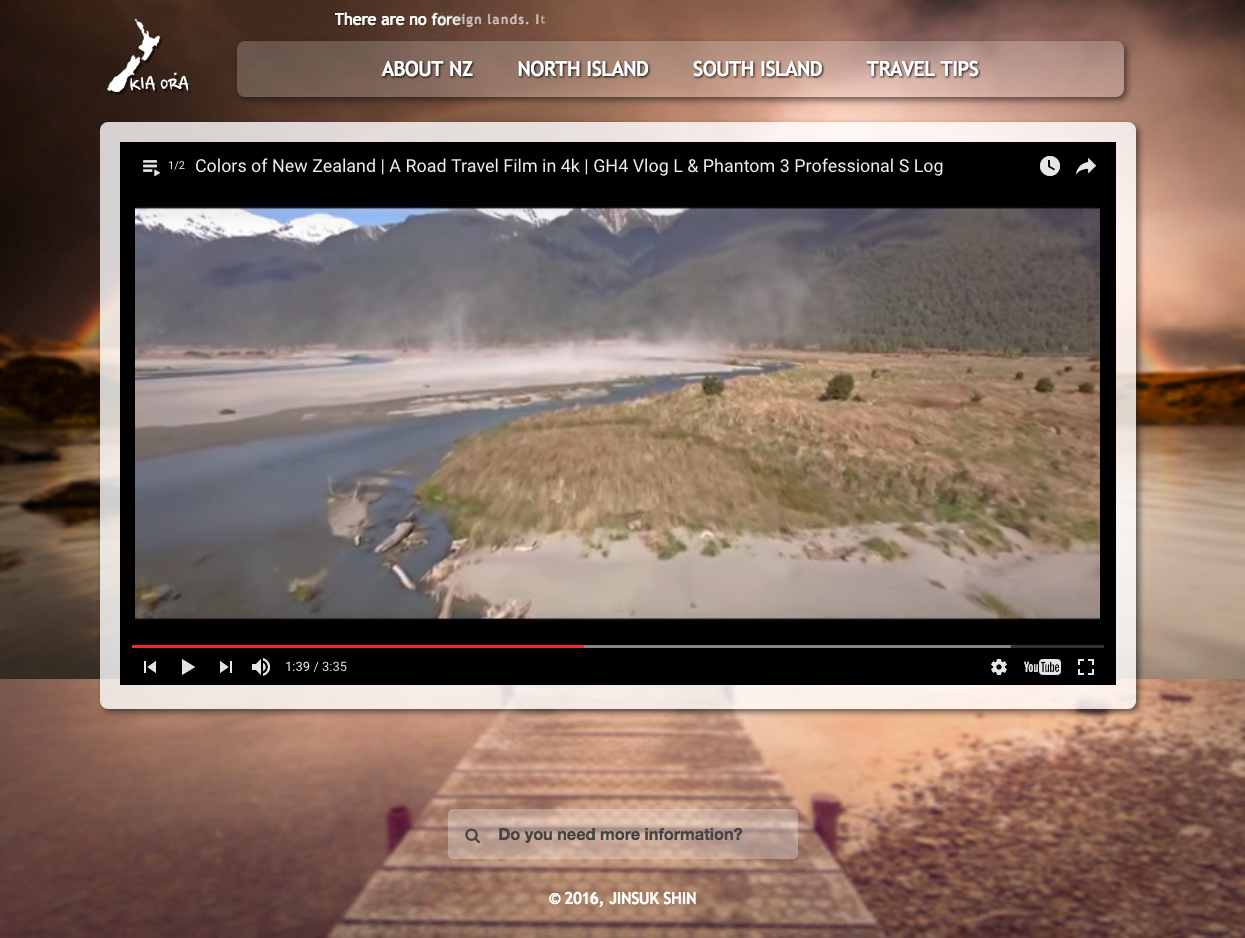 There are no foreign lands. It
KIA ORA
ABOUT NZ NORTH ISLAND SOUTH ISLAND TRAVEL TIPS
1/2 Colors of New Zealand | A Road Travel Film in 4k | GH4 Vlog L & Phantom 3 Professional S Log
1:39 / 3:35 YouTube
Do you need more information?
© 2016, JINSUK SHIN